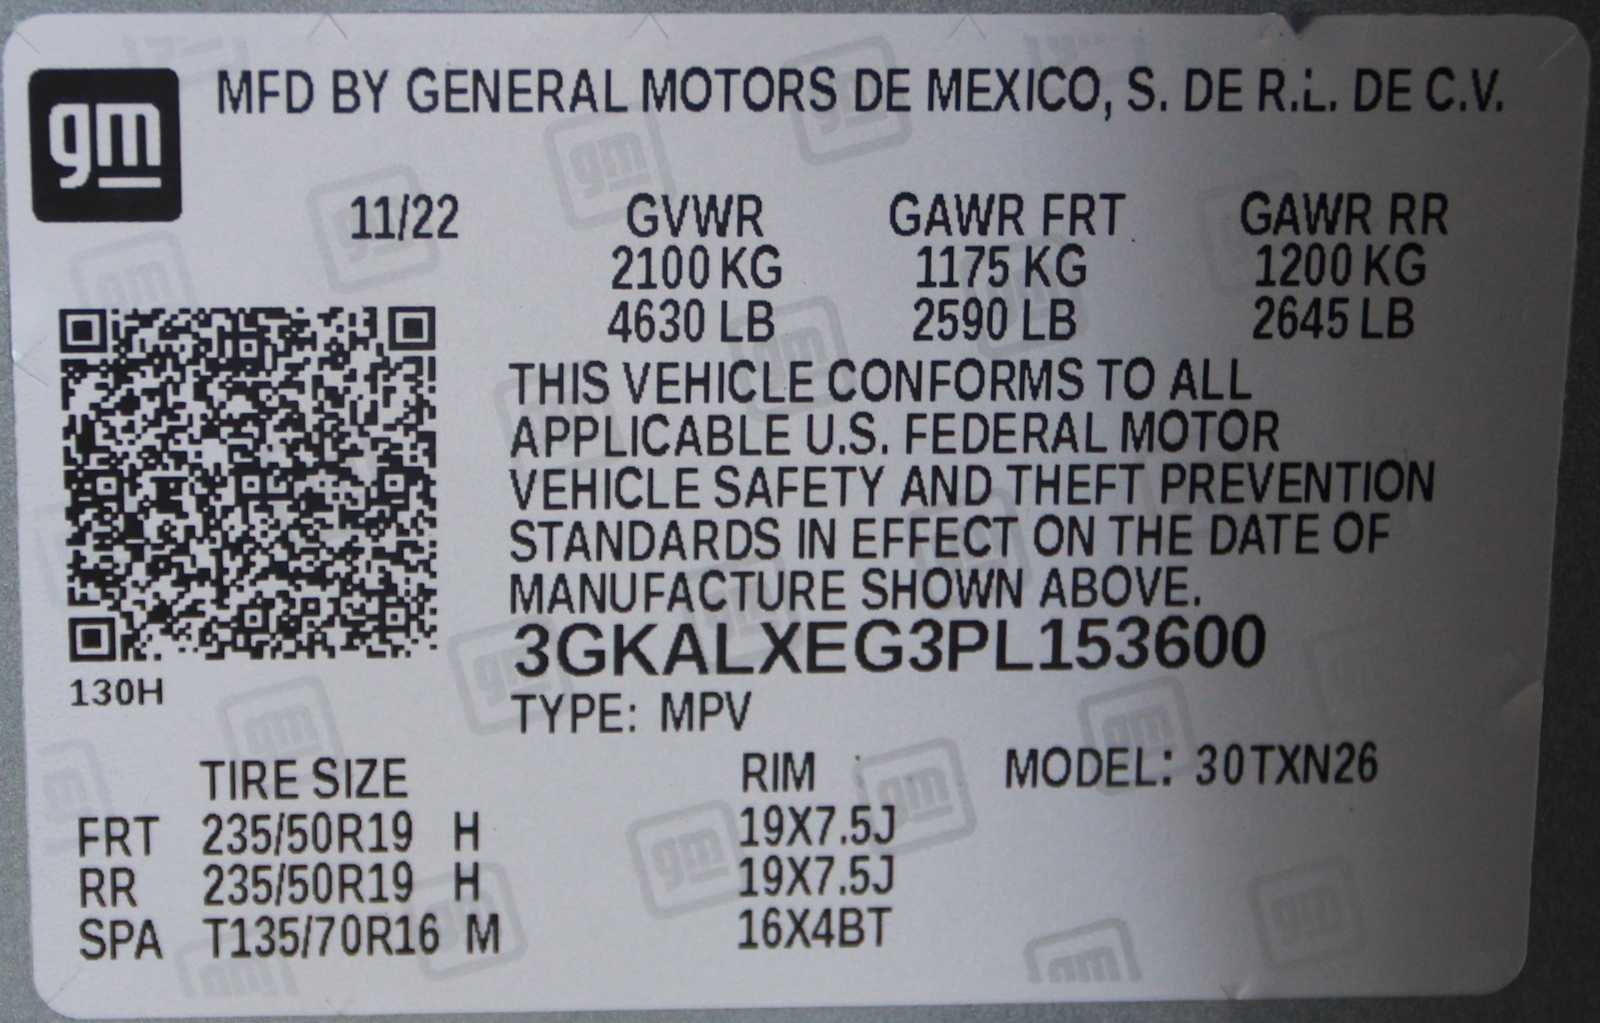 gm
MFD BY GENERAL MOTORS DE MEXICO, S. DE R.L. DE C.V.
11/22 GVWR GAWR FRT GAWR RR
2100 KG 1175 KG 1200 KG
4630 LB 2590 LB 2645 LB
THIS VEHICLE CONFORMS TO ALL
APPLICABLE U.S. FEDERAL MOTOR
VEHICLE SAFETY AND THEFT PREVENTION
STANDARDS IN EFFECT ON THE DATE OF
MANUFACTURE SHOWN ABOVE.
3GKALXEG3PL153600
130H
TYPE: MPV
TIRE SIZE RIM MODEL: 30TXN26
FRT 235/50R19 H 19X7.5J
RR 235/50R19 H 19X7.5J
SPA T135/70R16 M 16X4BT